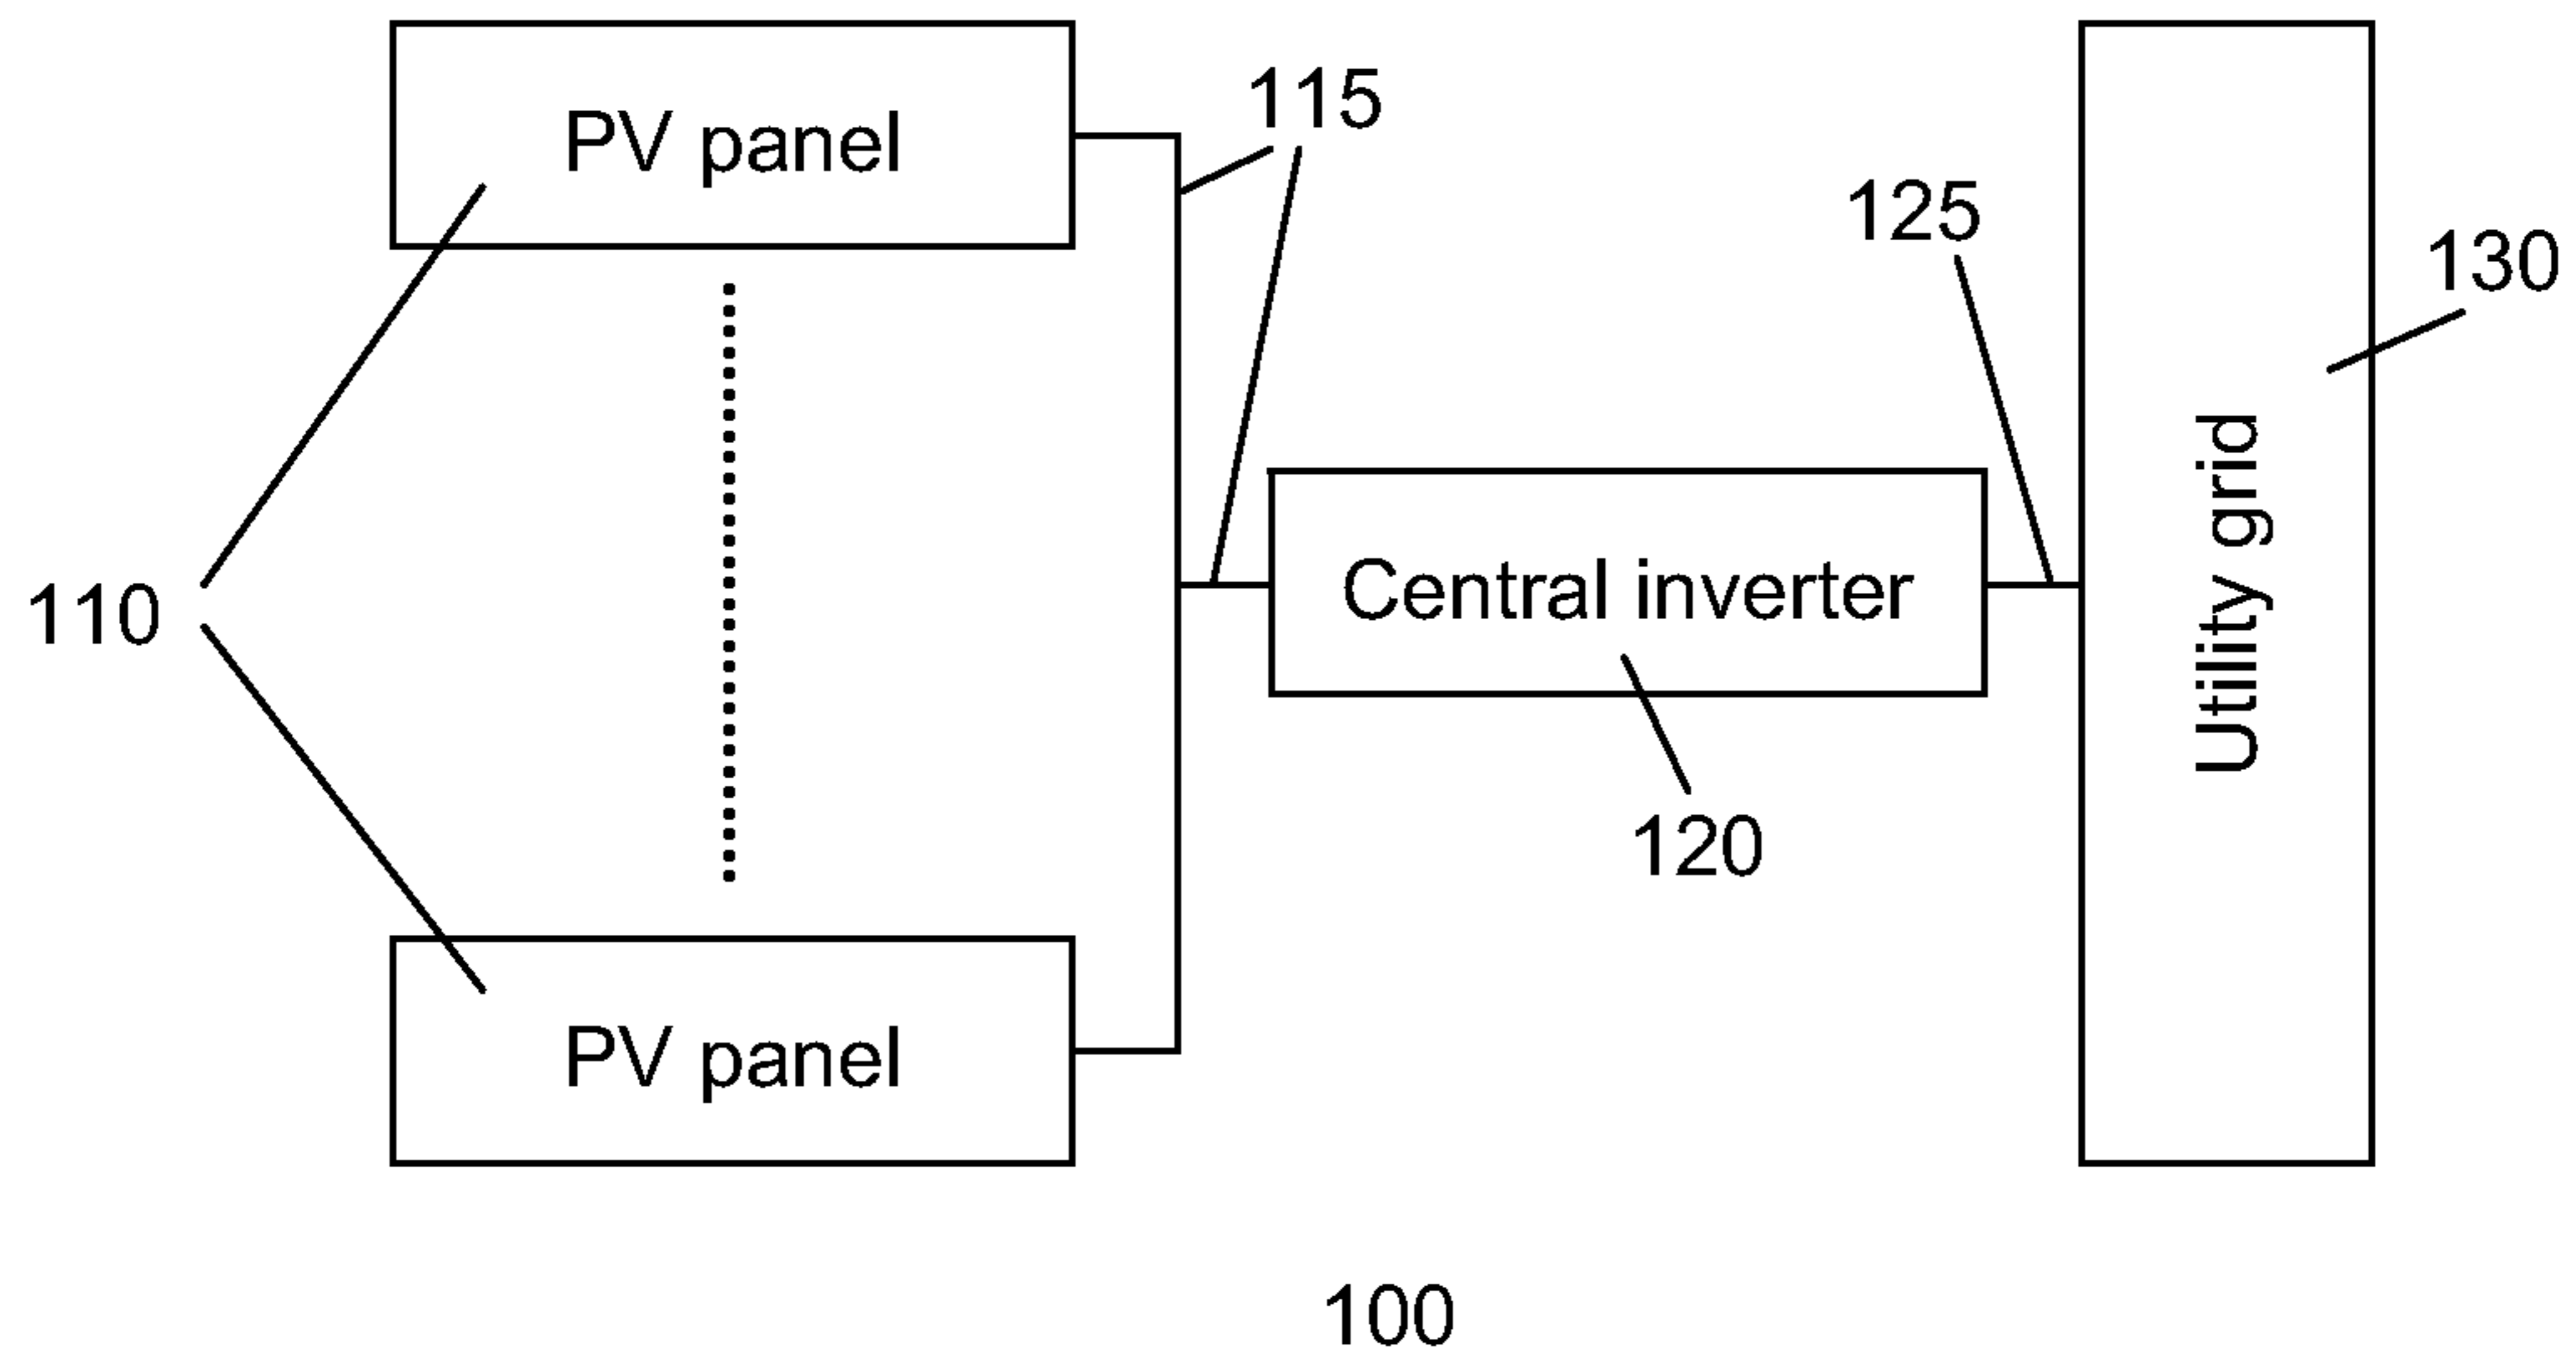 PV panel
115
125
130
110
Central inverter
Utility grid
120
PV panel
100